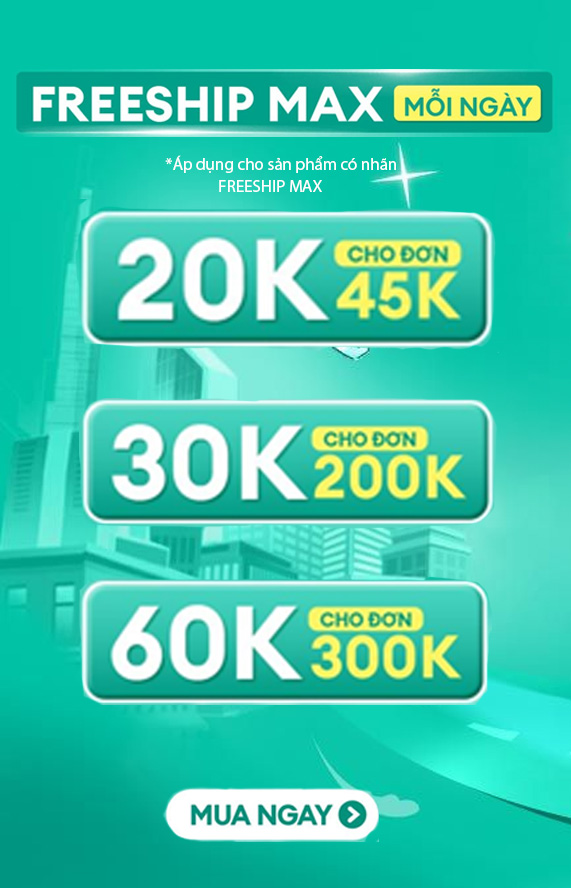 FREESHIP MAX MỖI NGÀY
*Áp dụng cho sản phẩm có nhãn
FREESHIP MAX
20K CHO ĐƠN
45K
30K CHO ĐƠN
200K
60K CHO ĐƠN
300K
MUA NGAY